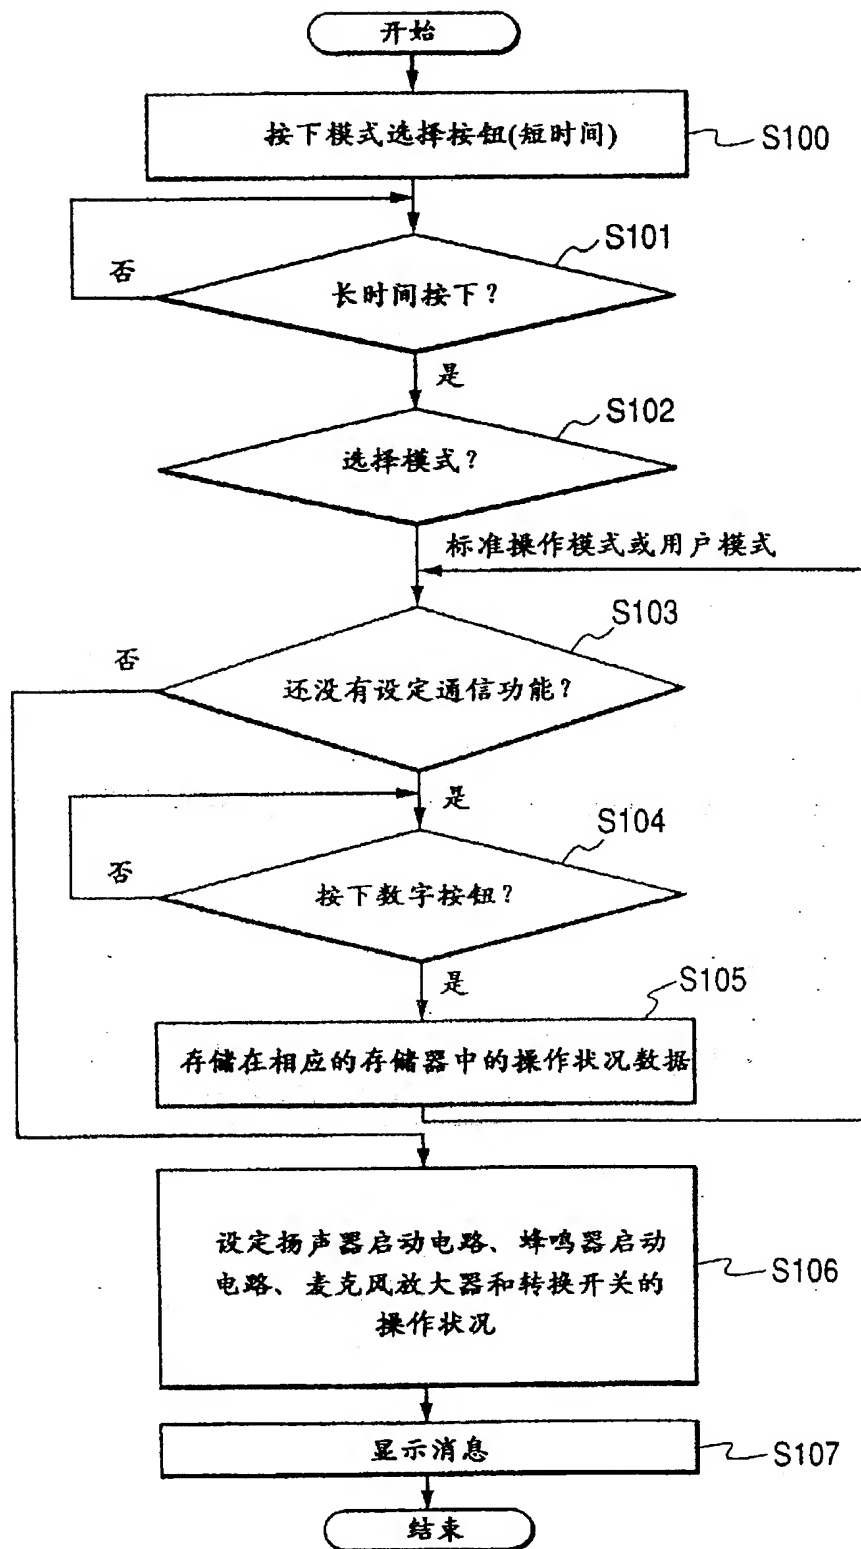 开始
按下模式选择按钮(短时间)
S100
S101
否
长时间按下?
是
S102
选择模式?
标准操作模式或用户模式
S103
否
还没有设定通信功能?
是
S104
否
按下数字按钮?
是
S105
存储在相应的存储器中的操作状况数据
设定扬声器启动电路、蜂鸣器启动
电路、麦克风放大器和转换开关的
操作状况
S106
显示消息
S107
结束